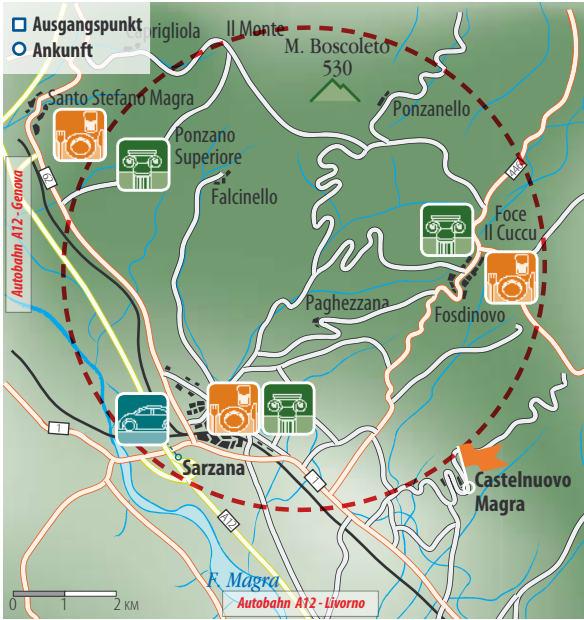 Ausgangspunkt
Ankunft
Caprigliola
Il Monte
M. Boscoleto
530
Santo Stefano Magra
Ponzanello
Ponzano
Superiore
62
446
Falcinello
Foce
Il Cuccu
Autobahn A12 - Genova
Paghezzana
Fosdinovo
1
Sarzana
1
Castelnuovo
Magra
A12
F. Magra
0 1 2 KM
Autobahn A12 - Livorno